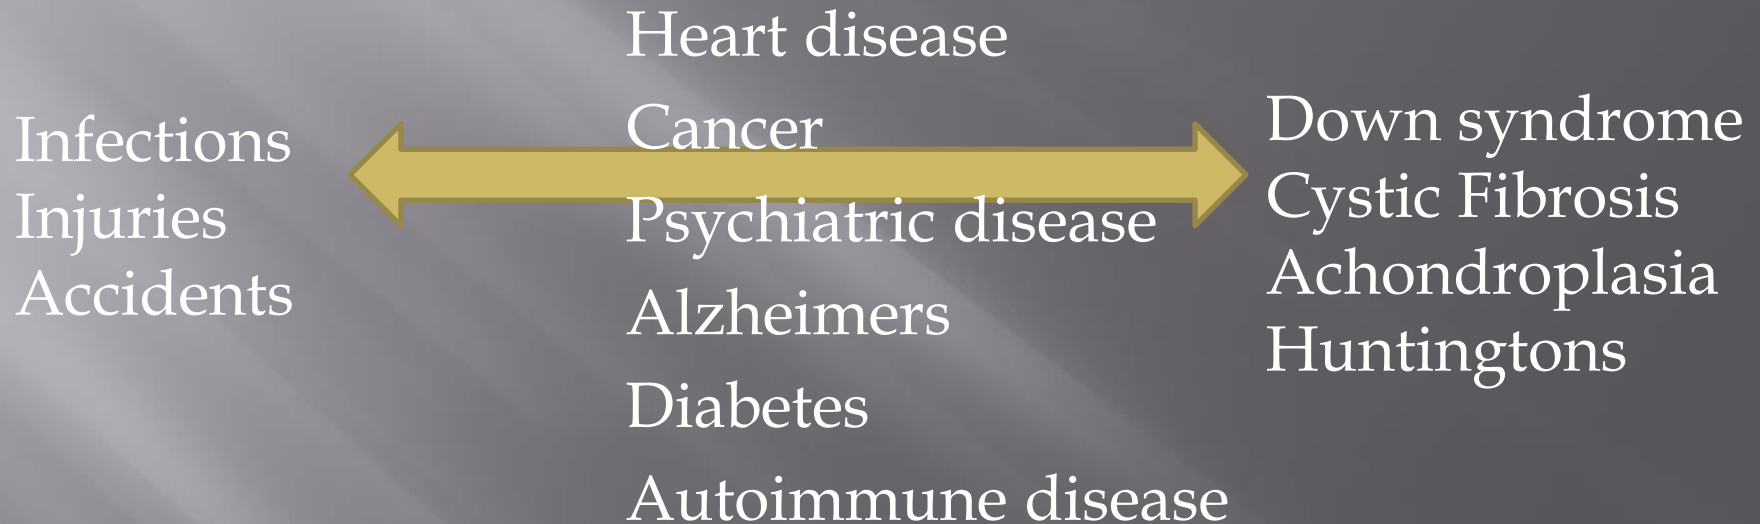 Infections
Injuries
Accidents
Heart disease
Cancer
Psychiatric disease
Alzheimers
Diabetes
Autoimmune disease
Down syndrome
Cystic Fibrosis
Achondroplasia
Huntingtons